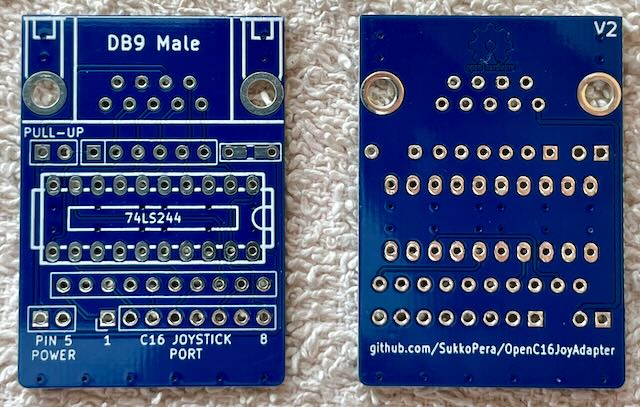 DB9 Male
PULL-UP
74LS244
PIN 5
POWER
1
C16 JOYSTICK
PORT
8
V2
github.com/SukkoPera/OpenC16JoyAdapter